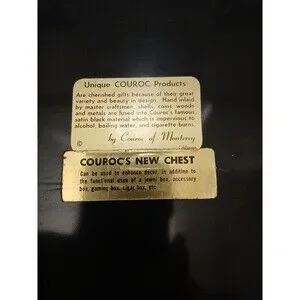 Unique COUROC Products
Are cherished gifts because of their great
variety and beauty in design. Hand inlaid
by master craftsmen, shells, coins, woods
and metals are fused into Couroc's famous
satin black material which is impervious to
alcohol, boiling water, and cigarette burns.
by Couroc of Monterey
©
COUROC'S NEW CHEST
Can be used to enhance decor, in addition to
the functional uses of a jewel box, accessory
box, gaming box, cigar box, etc.